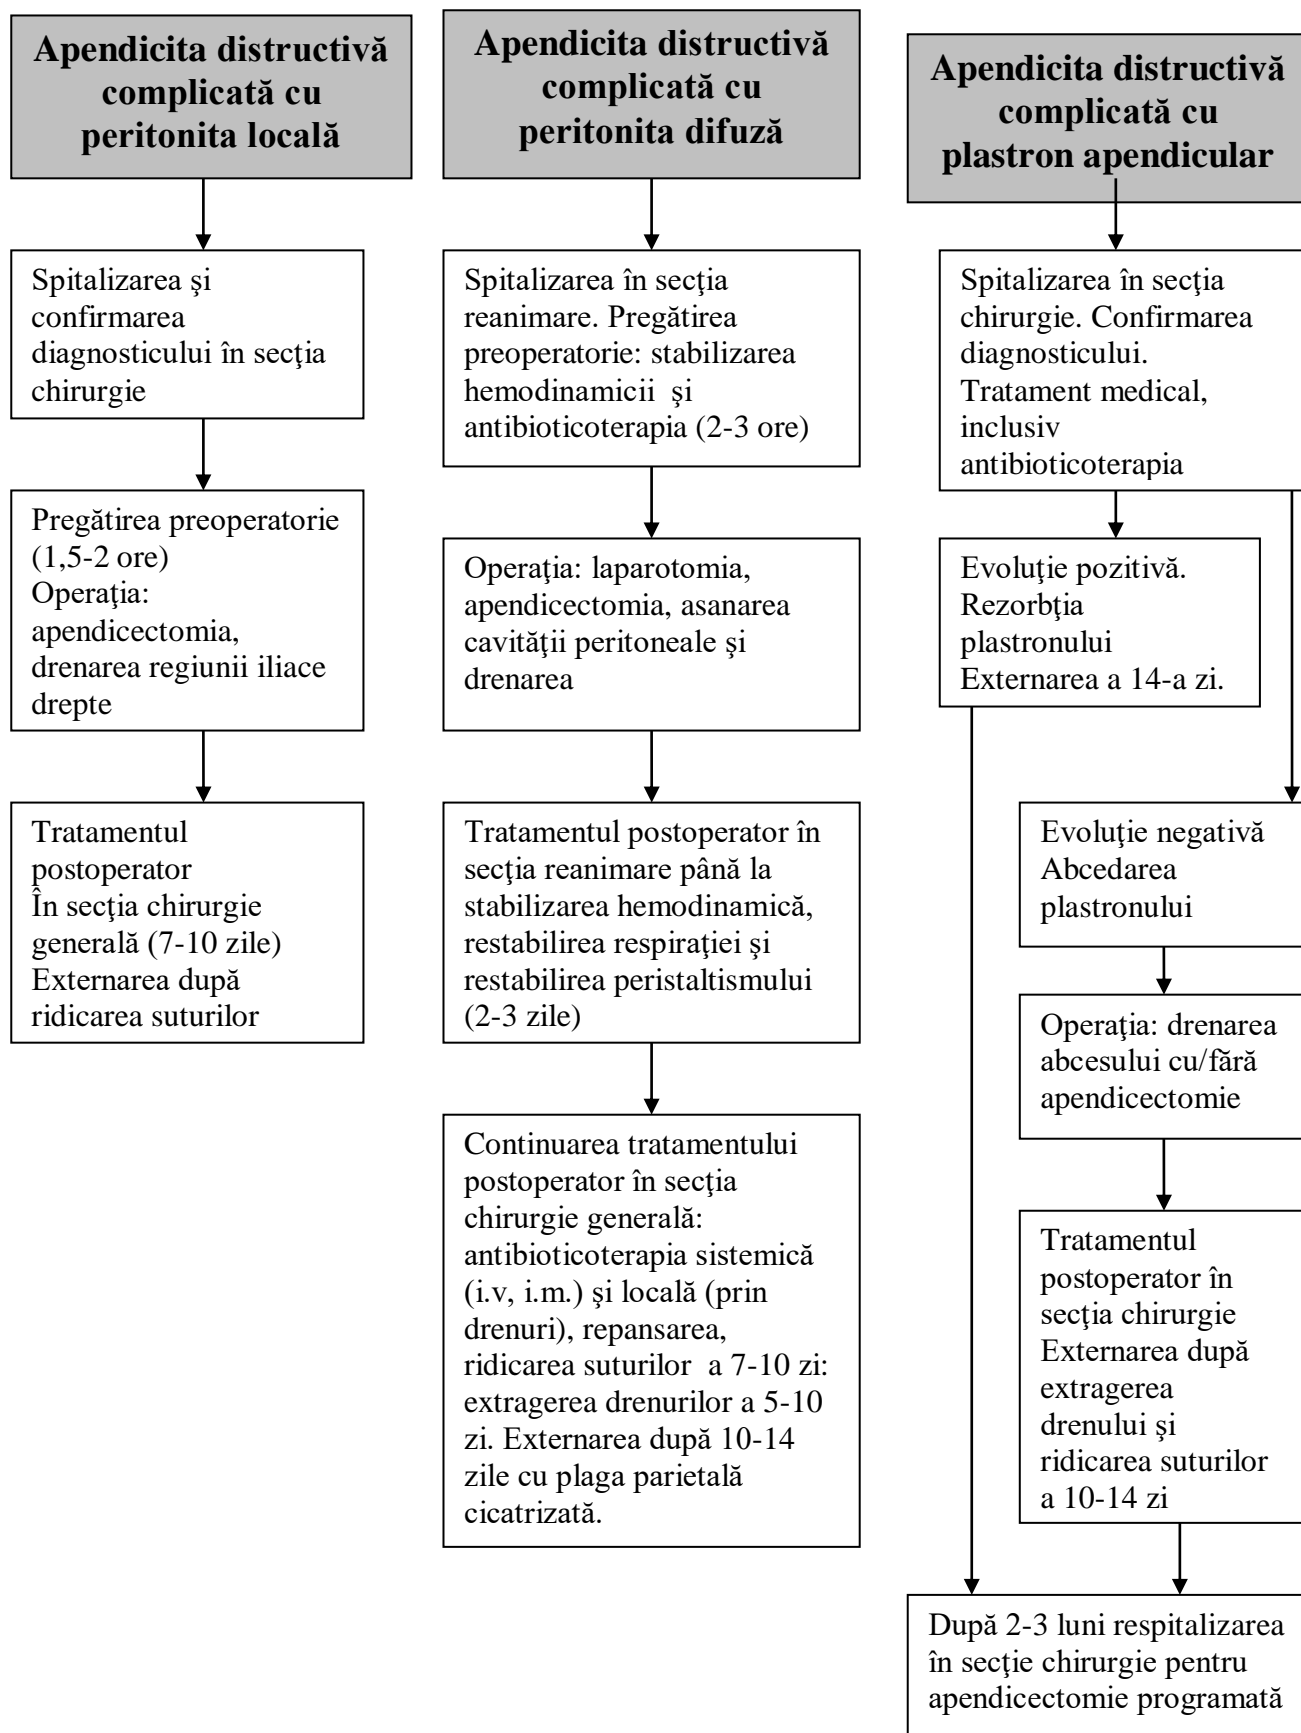 Apendicita distructivă
complicată cu
peritonita locală
Spitalizarea şi
confirmarea
diagnosticului în secţia
chirurgie
Pregătirea preoperatorie
(1,5-2 ore)
Operaţia:
apendicectomia,
drenarea regiunii iliace
drepte
Tratamentul
postoperator
În secţia chirurgie
generală (7-10 zile)
Externarea după
ridicarea suturilor
Apendicita distructivă
complicată cu
peritonita difuză
Spitalizarea în secţia
reanimare. Pregătirea
preoperatorie: stabilizarea
hemodinamicii şi
antibioticoterapia (2-3 ore)
Operaţia: laparotomia,
apendicectomia, asanarea
cavităţii peritoneale şi
drenarea
Tratamentul postoperator în
secţia reanimare până la
stabilizarea hemodinamică,
restabilirea respiraţiei şi
restabilirea peristaltismului
(2-3 zile)
Continuarea tratamentului
postoperator în secţia
chirurgie generală:
antibioticoterapia sistemică
(i.v, i.m.) şi locală (prin
drenuri), repansarea,
ridicarea suturilor a 7-10 zi:
extragerea drenurilor a 5-10
zi. Externarea după 10-14
zile cu plaga parietală
cicatrizată.
Apendicita distructivă
complicată cu
plastron apendicular
Spitalizarea în secţia
chirurgie. Confirmarea
diagnosticului.
Tratament medical,
inclusiv
antibioticoterapia
Evoluţie pozitivă.
Rezorbţia
plastronului
Externarea a 14-a zi.
Evoluţie negativă
Abcedarea
plastronului
Operaţia: drenarea
abcesului cu/fără
apendicectomie
Tratamentul
postoperator în
secţia chirurgie
Externarea după
extragerea
drenului şi
ridicarea suturilor
a 10-14 zi
După 2-3 luni respitalizarea
în secţie chirurgie pentru
apendicectomie programată